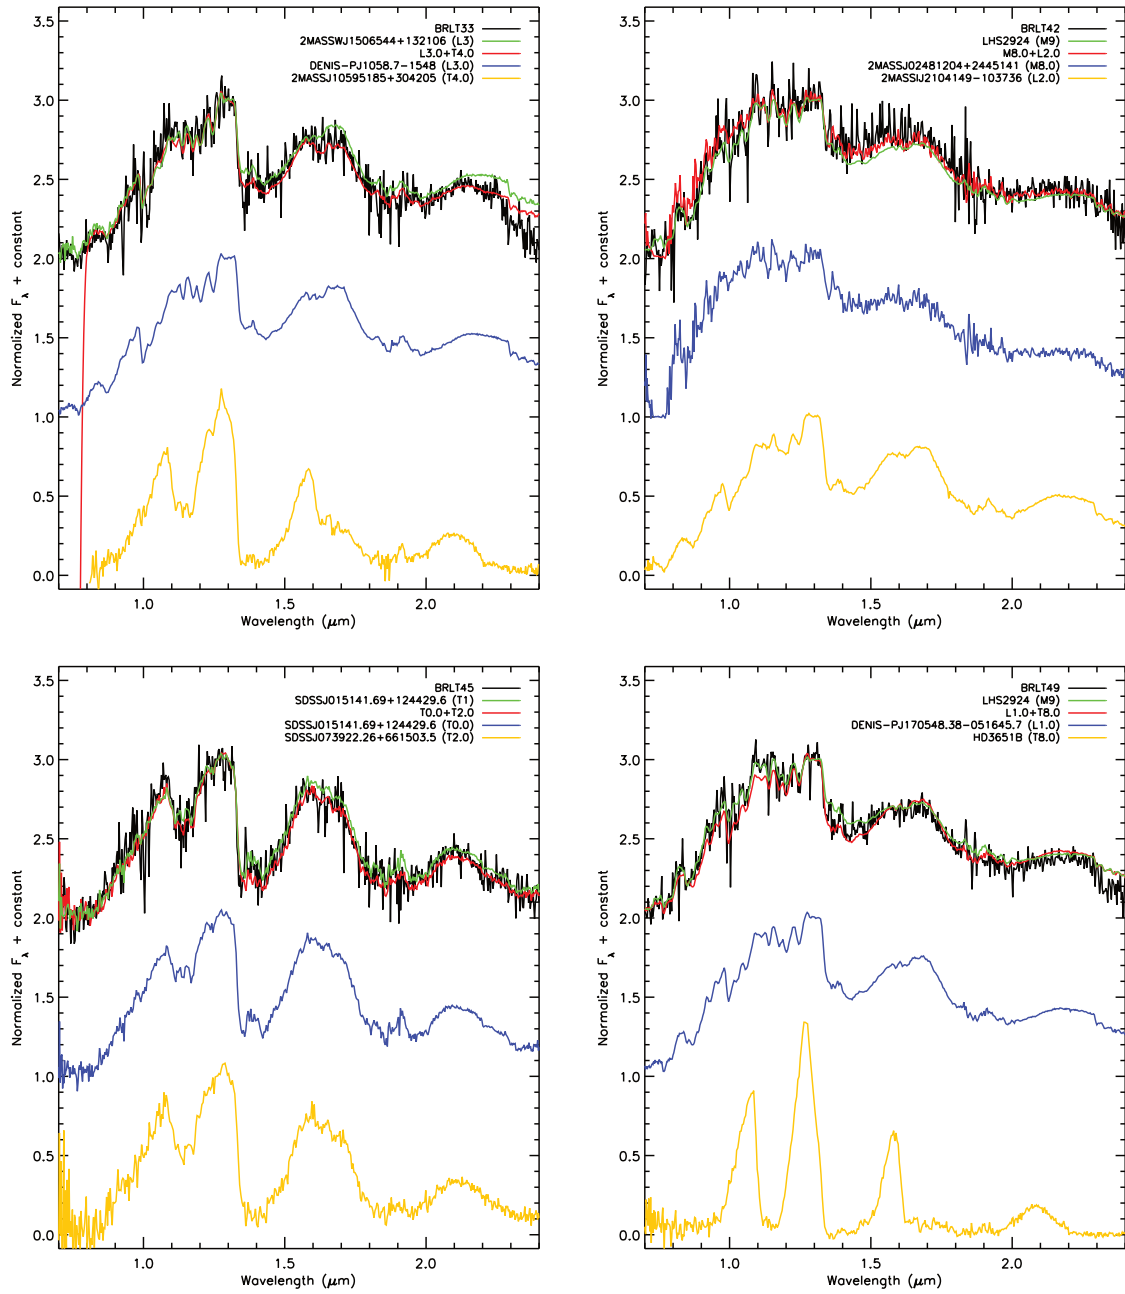 BRLT33
2MASSWJ1506544+132106 (L3)
L3.0+T4.0
DENIS-PJ1058.7-1548 (L3.0)
2MASSJ10595185+304205 (T4.0)
3.5
3.0
2.5
2.0
1.5
1.0
0.5
0.0
Normalized Fλ + constant
1.0 1.5 2.0
Wavelength (μm)
BRLT42
LHS2924 (M9)
M8.0+L2.0
2MASSJ02481204+2445141 (M8.0)
2MASSIJ2104149-103736 (L2.0)
3.5
3.0
2.5
2.0
1.5
1.0
0.5
0.0
Normalized Fλ + constant
1.0 1.5 2.0
Wavelength (μm)
BRLT45
SDSSJ015141.69+124429.6 (T1)
T0.0+T2.0
SDSSJ015141.69+124429.6 (T0.0)
SDSSJ073922.26+661503.5 (T2.0)
3.5
3.0
2.5
2.0
1.5
1.0
0.5
0.0
Normalized Fλ + constant
1.0 1.5 2.0
Wavelength (μm)
BRLT49
LHS2924 (M9)
L1.0+T8.0
DENIS-PJ170548.38-051645.7 (L1.0)
HD3651B (T8.0)
3.5
3.0
2.5
2.0
1.5
1.0
0.5
0.0
Normalized Fλ + constant
1.0 1.5 2.0
Wavelength (μm)